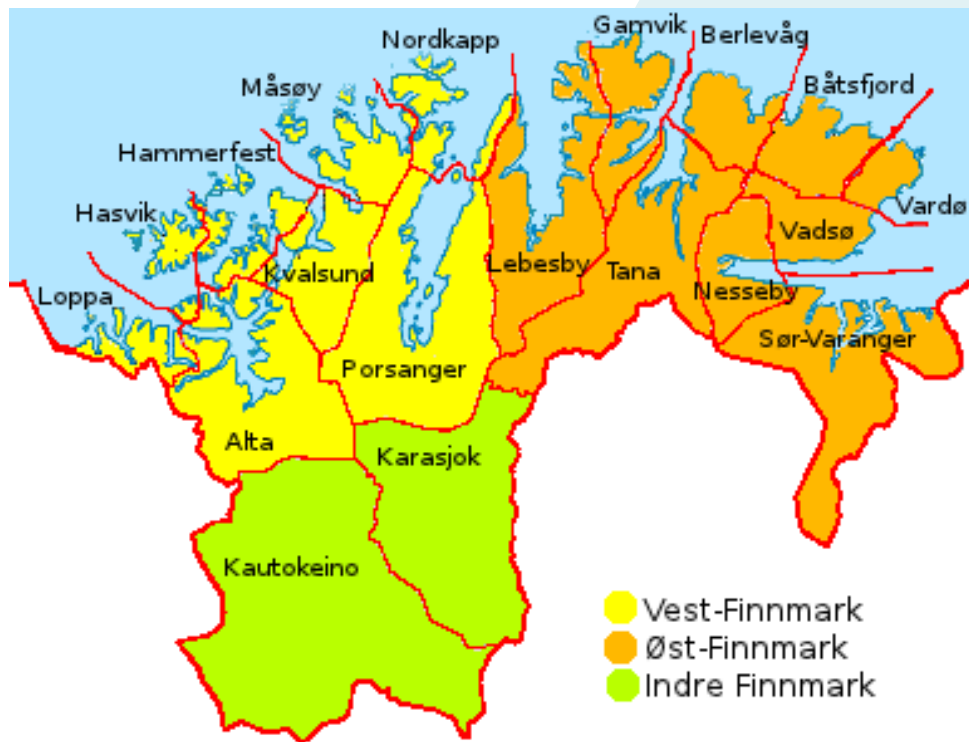 Gamvik
Nordkapp
Berlevåg
Måsøy
Båtsfjord
Hammerfest
Hasvik
Vardø
Vadsø
Lebesby
Tana
Kvalsund
Nesseby
Loppa
Sør-Varanger
Porsanger
Alta
Karasjok
Kautokeino
Vest-Finnmark
Øst-Finnmark
Indre Finnmark